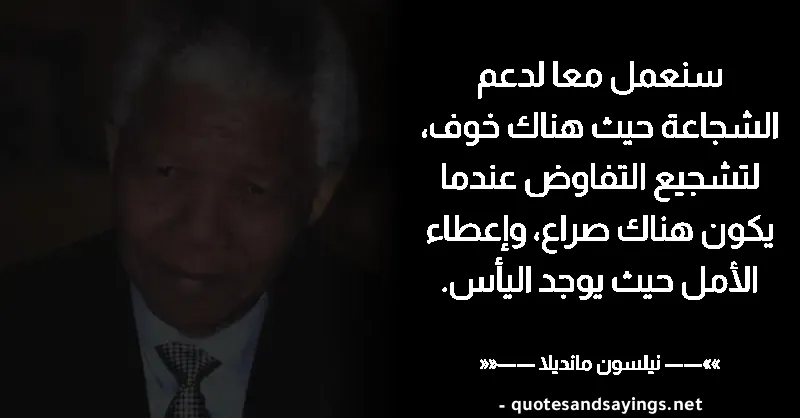 سنعمل معا لدعم
الشجاعة حيث هناك خوف،
لتشجيع التفاوض عندما
يكون هناك صراع، وإعطاء
الأمل حيث يوجد اليأس.
»»—— نيلسون مانديلا ——««
- quotesandsayings.net